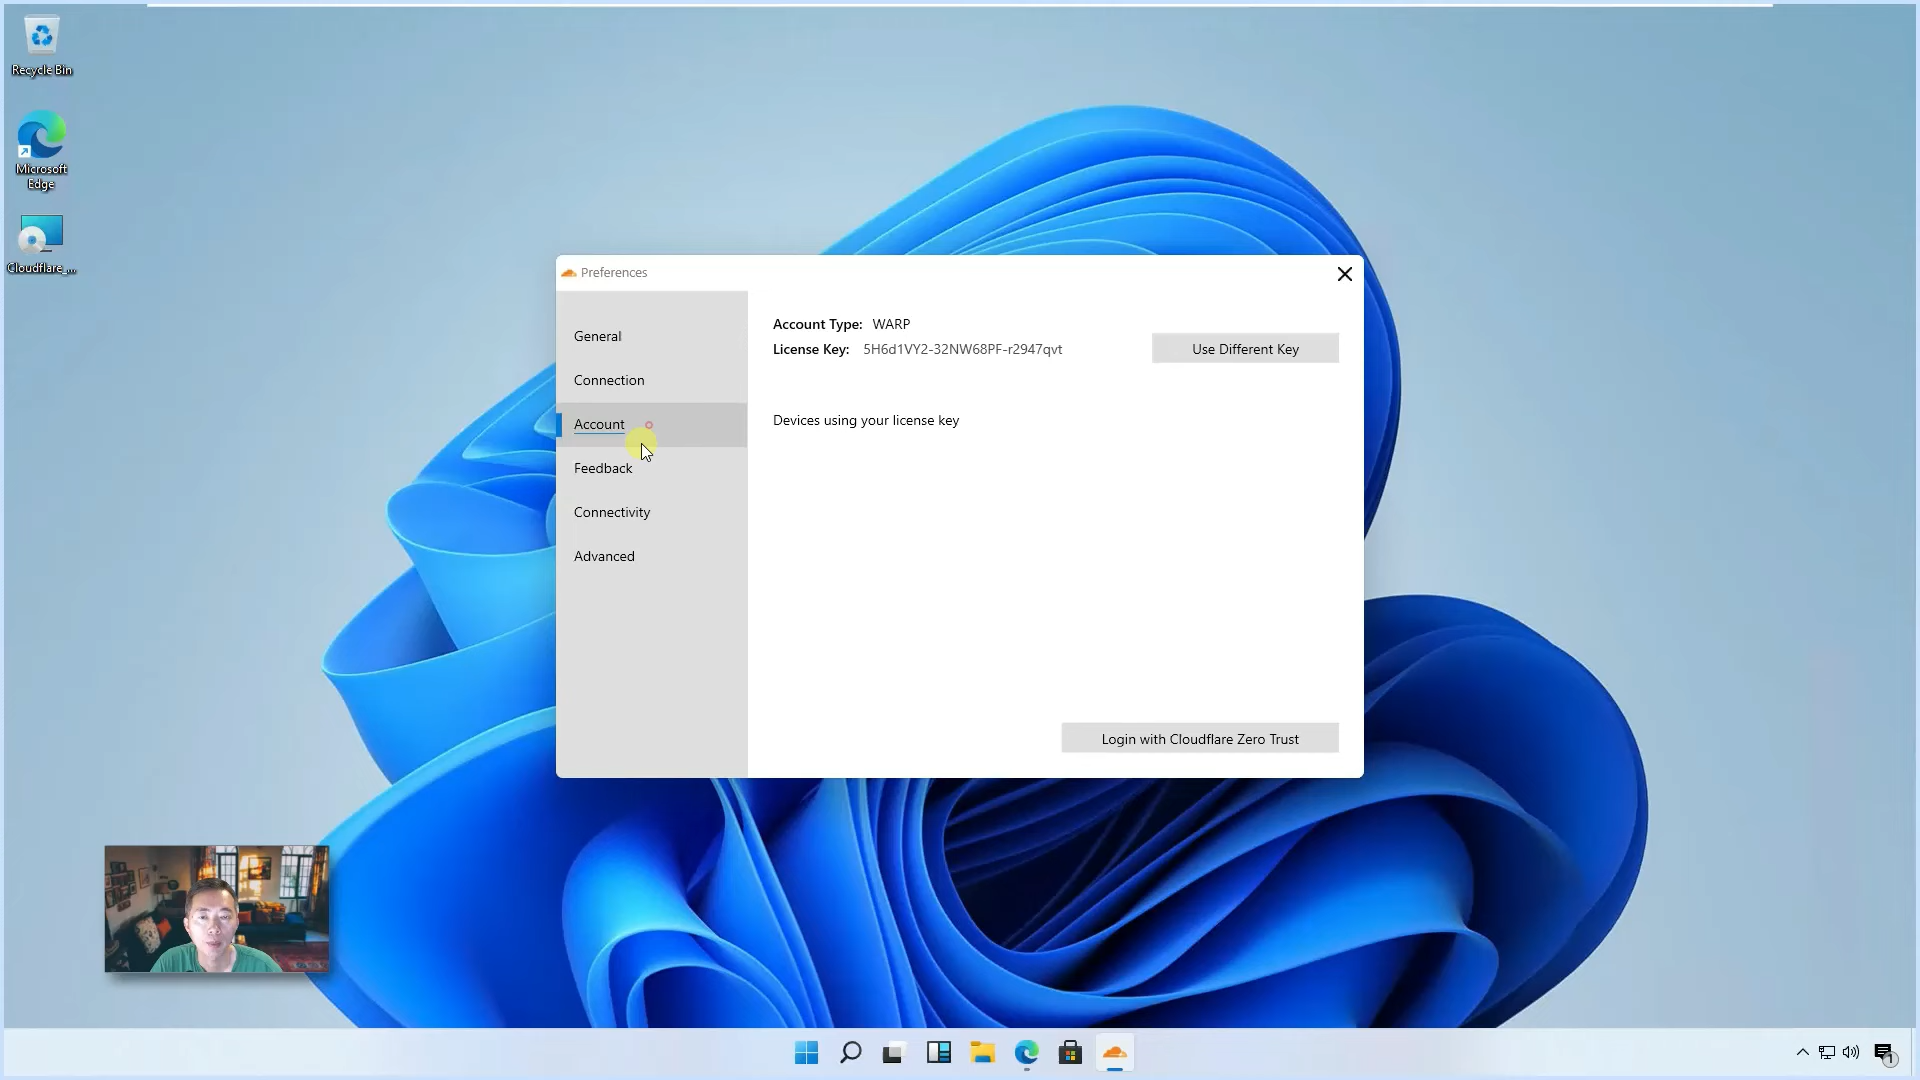 Recycle Bin
Microsoft
Edge
Cloudflare_...
Preferences
General
Connection
Account
Feedback
Connectivity
Advanced
Account Type: WARP
License Key: 5H6d1VY2-32NW68PF-r2947qvt
Use Different Key
Devices using your license key
Login with Cloudflare Zero Trust
1